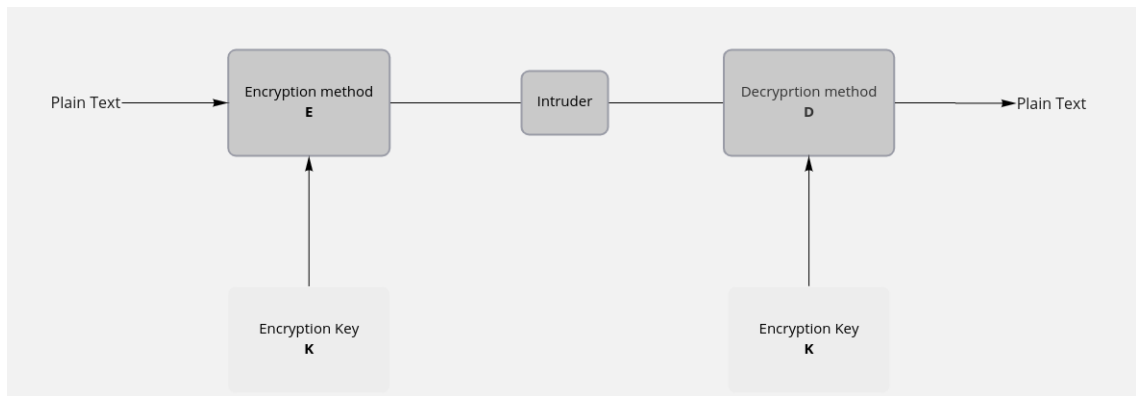 Plain Text
Encryption method
E
Intruder
Decryprtion method
D
Plain Text
Encryption Key
K
Encryption Key
K